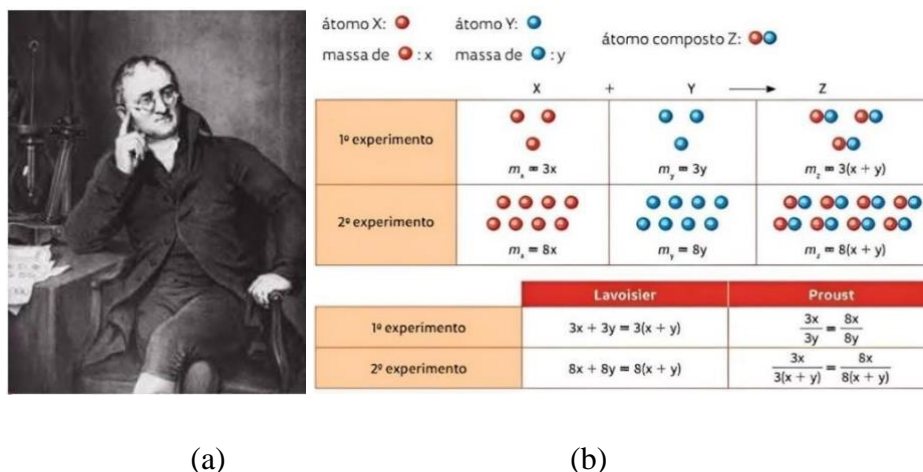 átomo X: átomo Y:
massa de : x massa de : y
átomo composto Z:
X + Y ⟶ Z
1º experimento
mₓ = 3x
m_y = 3y
m_z = 3(x + y)
2º experimento
mₓ = 8x
m_y = 8y
m_z = 8(x + y)
Lavoisier Proust
1º experimento 3x + 3y = 3(x + y) 3x/3y = 8x/8y
2º experimento 8x + 8y = 8(x + y) 3x/3(x + y) = 8x/8(x + y)
(a) (b)